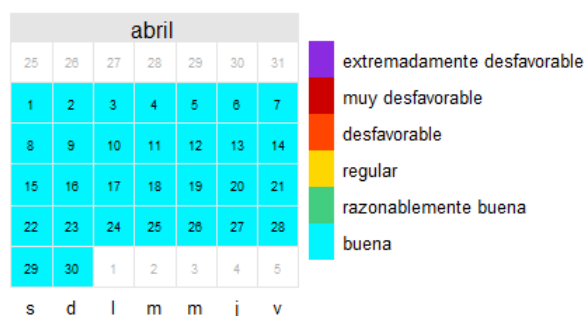 abril
25 26 27 28 29 30 31
1 2 3 4 5 6 7
8 9 10 11 12 13 14
15 16 17 18 19 20 21
22 23 24 25 26 27 28
29 30 1 2 3 4 5
s d l m m j v
extremadamente desfavorable
muy desfavorable
desfavorable
regular
razonablemente buena
buena